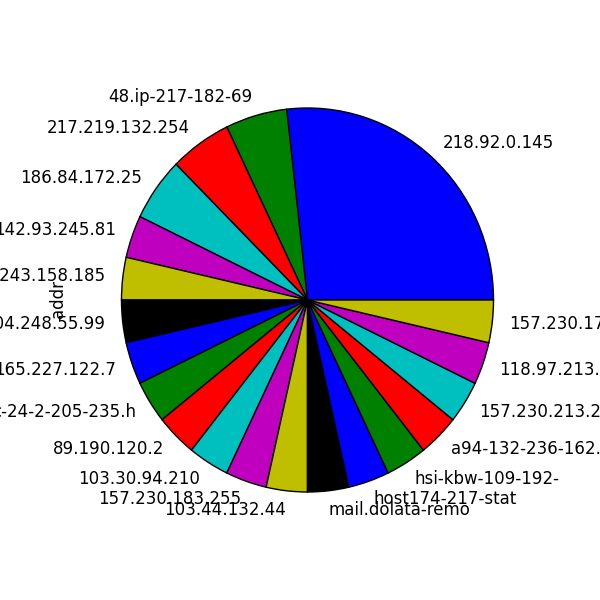 48.ip-217-182-69
217.219.132.254
218.92.0.145
186.84.172.25
142.93.245.81
243.158.185
addr
04.248.55.99
157.230.17
165.227.122.7
118.97.213.
c-24-2-205-235.h
157.230.213.2
89.190.120.2
a94-132-236-162.
103.30.94.210
hsi-kbw-109-192-
157.230.183.255
host174-217-stat
103.44.132.44
mail.dolata-remo